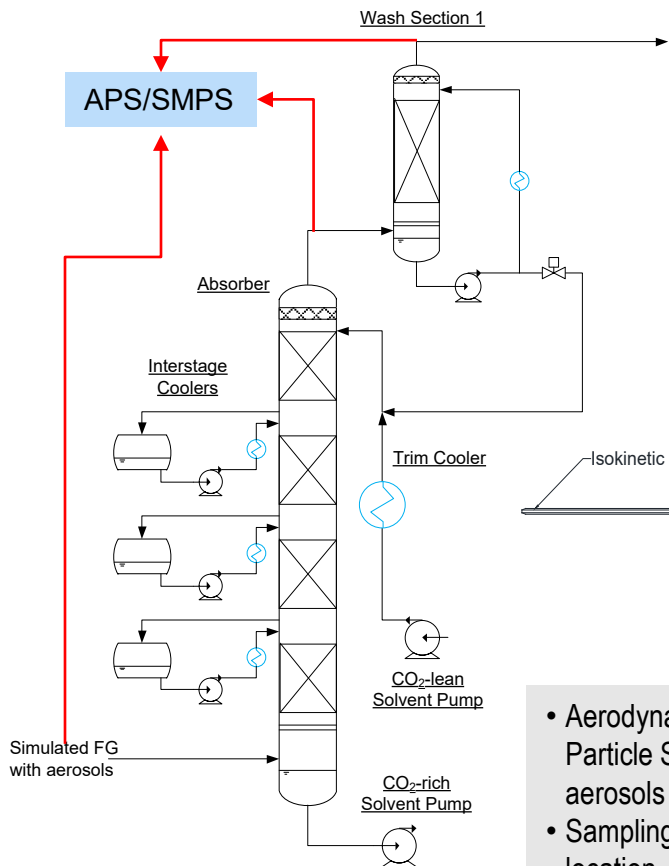 Wash Section 1
APS/SMPS
Absorber
Interstage
Coolers
Trim Cooler
Isokinetic
CO₂-lean
Solvent Pump
Simulated FG
with aerosols
CO₂-rich
Solvent Pump
• Aerodyna
Particle S
aerosols
• Sampling
location